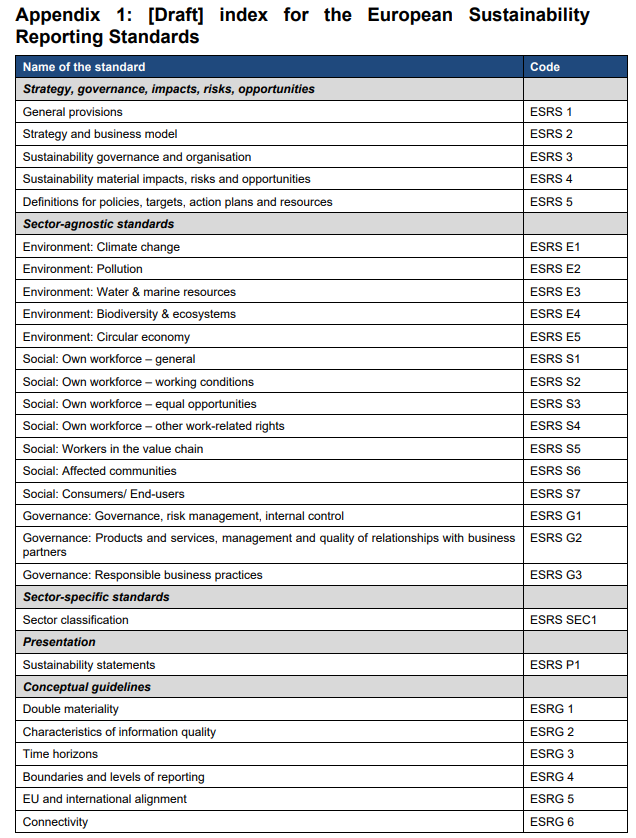 Appendix 1: [Draft] index for the European Sustainability
Reporting Standards
Name of the standard Code
Strategy, governance, impacts, risks, opportunities
General provisions ESRS 1
Strategy and business model ESRS 2
Sustainability governance and organisation ESRS 3
Sustainability material impacts, risks and opportunities ESRS 4
Definitions for policies, targets, action plans and resources ESRS 5
Sector-agnostic standards
Environment: Climate change ESRS E1
Environment: Pollution ESRS E2
Environment: Water & marine resources ESRS E3
Environment: Biodiversity & ecosystems ESRS E4
Environment: Circular economy ESRS E5
Social: Own workforce – general ESRS S1
Social: Own workforce – working conditions ESRS S2
Social: Own workforce – equal opportunities ESRS S3
Social: Own workforce – other work-related rights ESRS S4
Social: Workers in the value chain ESRS S5
Social: Affected communities ESRS S6
Social: Consumers/ End-users ESRS S7
Governance: Governance, risk management, internal control ESRS G1
Governance: Products and services, management and quality of relationships with business ESRS G2
partners
Governance: Responsible business practices ESRS G3
Sector-specific standards
Sector classification ESRS SEC1
Presentation
Sustainability statements ESRS P1
Conceptual guidelines
Double materiality ESRG 1
Characteristics of information quality ESRG 2
Time horizons ESRG 3
Boundaries and levels of reporting ESRG 4
EU and international alignment ESRG 5
Connectivity ESRG 6